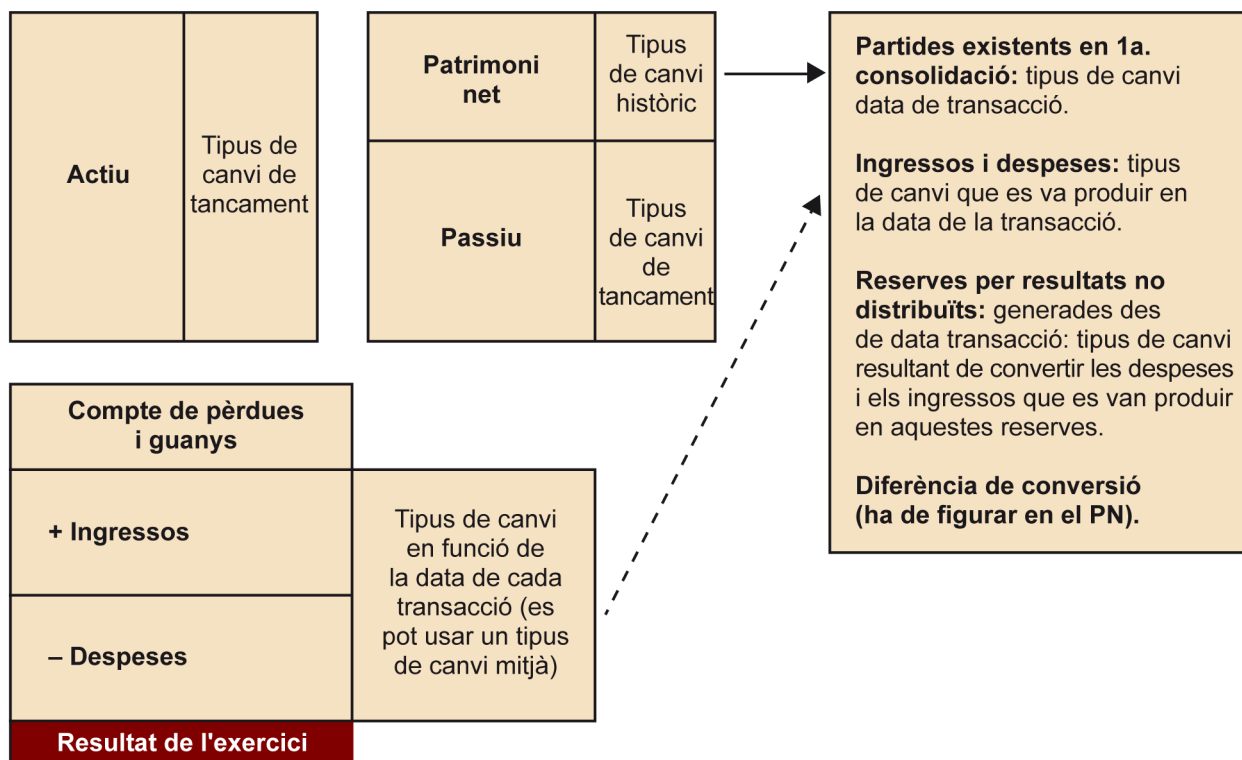 Actiu
Tipus de
canvi de
tancament
Patrimoni
net
Tipus
de canvi
històric
Passiu
Tipus
de canvi
de
tancament
Partides existents en 1a.
consolidació: tipus de canvi
data de transacció.
Ingressos i despeses: tipus
de canvi que es va produir en
la data de la transacció.
Reserves per resultats no
distribuïts: generades des
de data transacció: tipus de canvi
resultant de convertir les despeses
i els ingressos que es van produir
en aquestes reserves.
Diferència de conversió
(ha de figurar en el PN).
Compte de pèrdues
i guanys
+ Ingressos
– Despeses
Tipus de canvi
en funció de
la data de cada
transacció (es
pot usar un tipus
de canvi mitjà)
Resultat de l'exercici